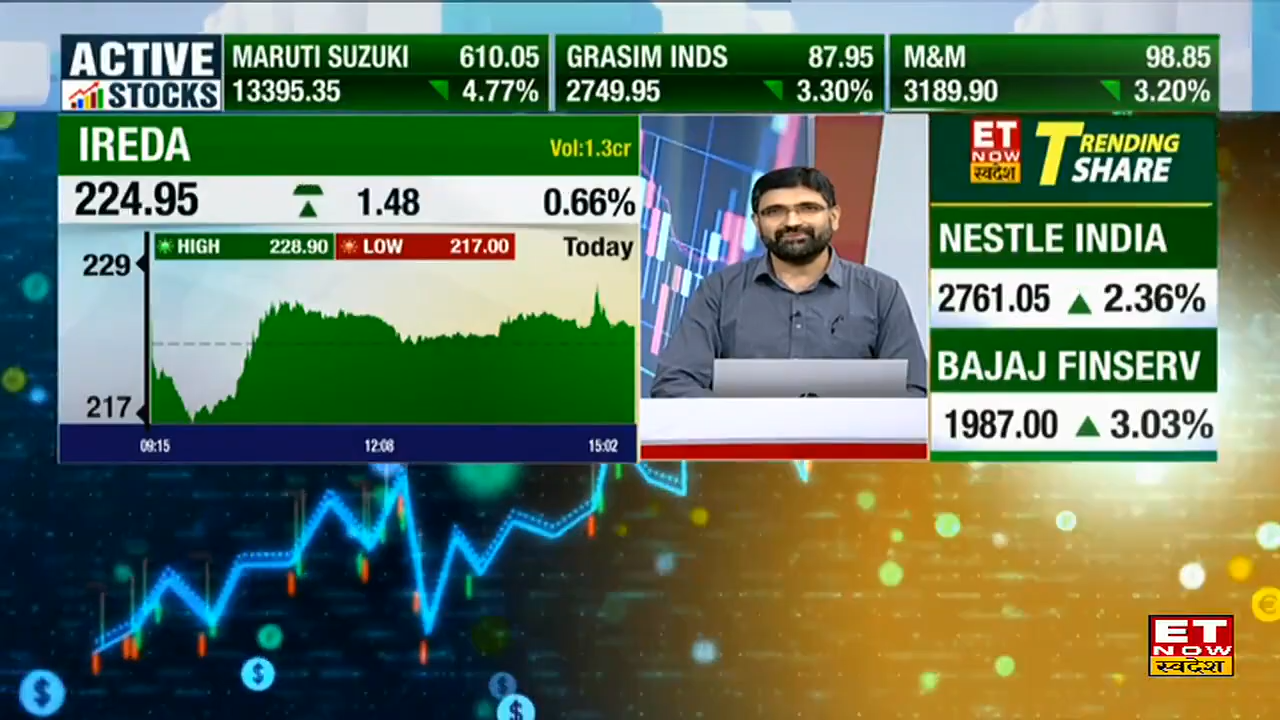 ACTIVE
STOCKS
MARUTI SUZUKI 610.05
13395.35 4.77%
GRASIM INDS 87.95
2749.95 3.30%
M&M 98.85
3189.90 3.20%
IREDA
Vol:1.3cr
224.95 1.48 0.66%
HIGH 228.90 LOW 217.00 Today
229
217
09:15 12:08 15:02
ET
NOW
स्वदेश
TRENDING
SHARE
NESTLE INDIA
2761.05 2.36%
BAJAJ FINSERV
1987.00 3.03%
ET
NOW
स्वदेश